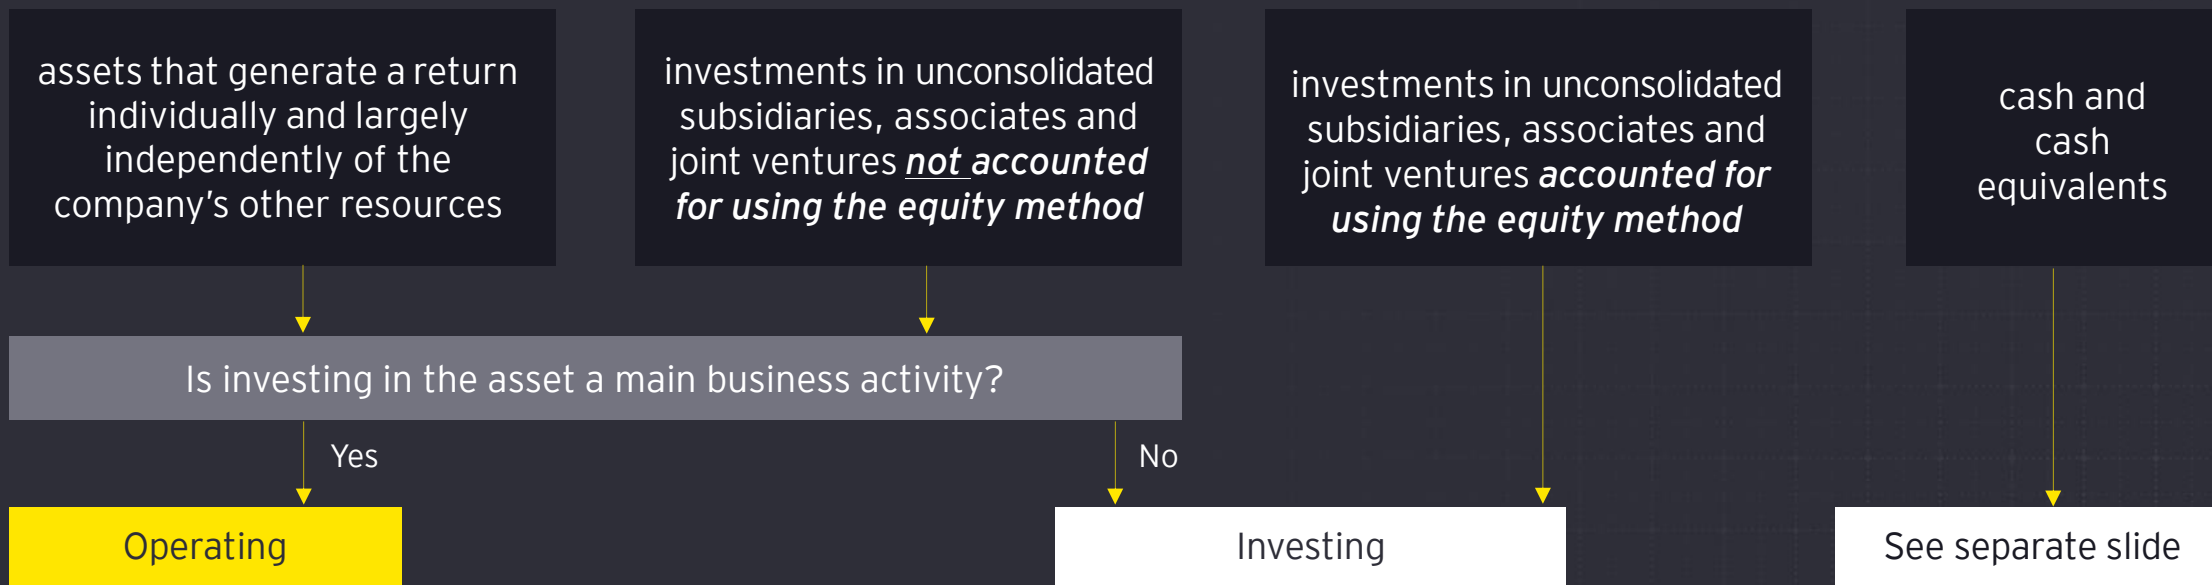 assets that generate a return
individually and largely
independently of the
company's other resources
investments in unconsolidated
subsidiaries, associates and
joint ventures not accounted
for using the equity method
investments in unconsolidated
subsidiaries, associates and
joint ventures accounted for
using the equity method
cash and
cash
equivalents
Is investing in the asset a main business activity?
Yes
No
Operating
Investing
See separate slide